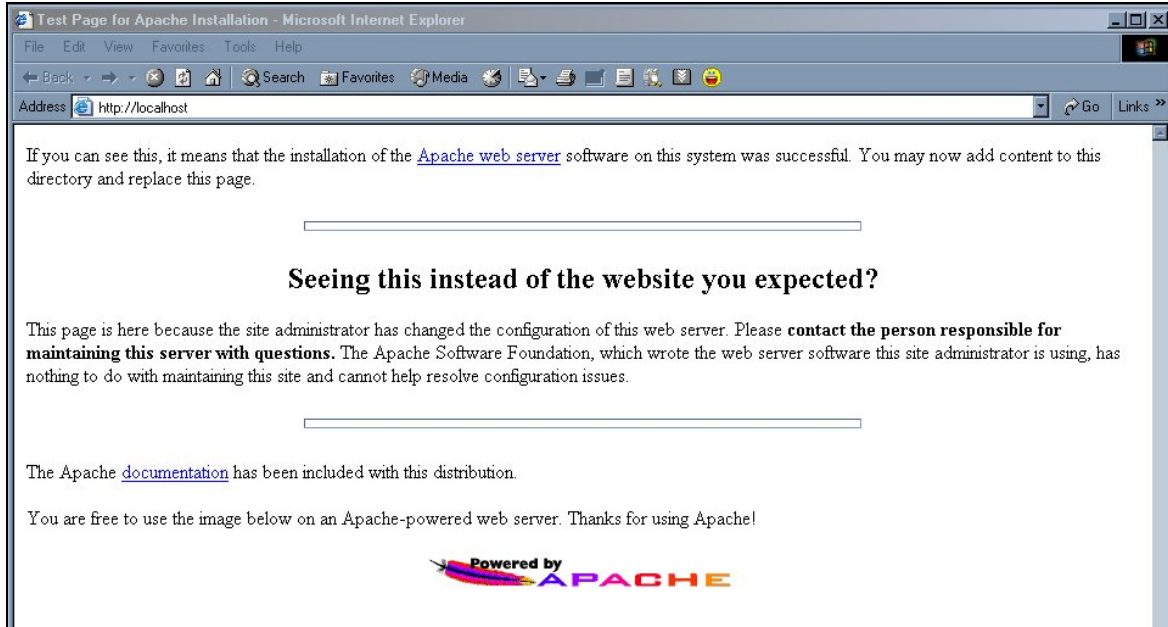 Test Page for Apache Installation - Microsoft Internet Explorer
File Edit View Favorites Tools Help
Back Search Favorites Media
Address http://localhost Go Links »
If you can see this, it means that the installation of the Apache web server software on this system was successful. You may now add content to this
directory and replace this page.
Seeing this instead of the website you expected?
This page is here because the site administrator has changed the configuration of this web server. Please contact the person responsible for
maintaining this server with questions. The Apache Software Foundation, which wrote the web server software this site administrator is using, has
nothing to do with maintaining this site and cannot help resolve configuration issues.
The Apache documentation has been included with this distribution.
You are free to use the image below on an Apache-powered web server. Thanks for using Apache!
Powered by
APACHE